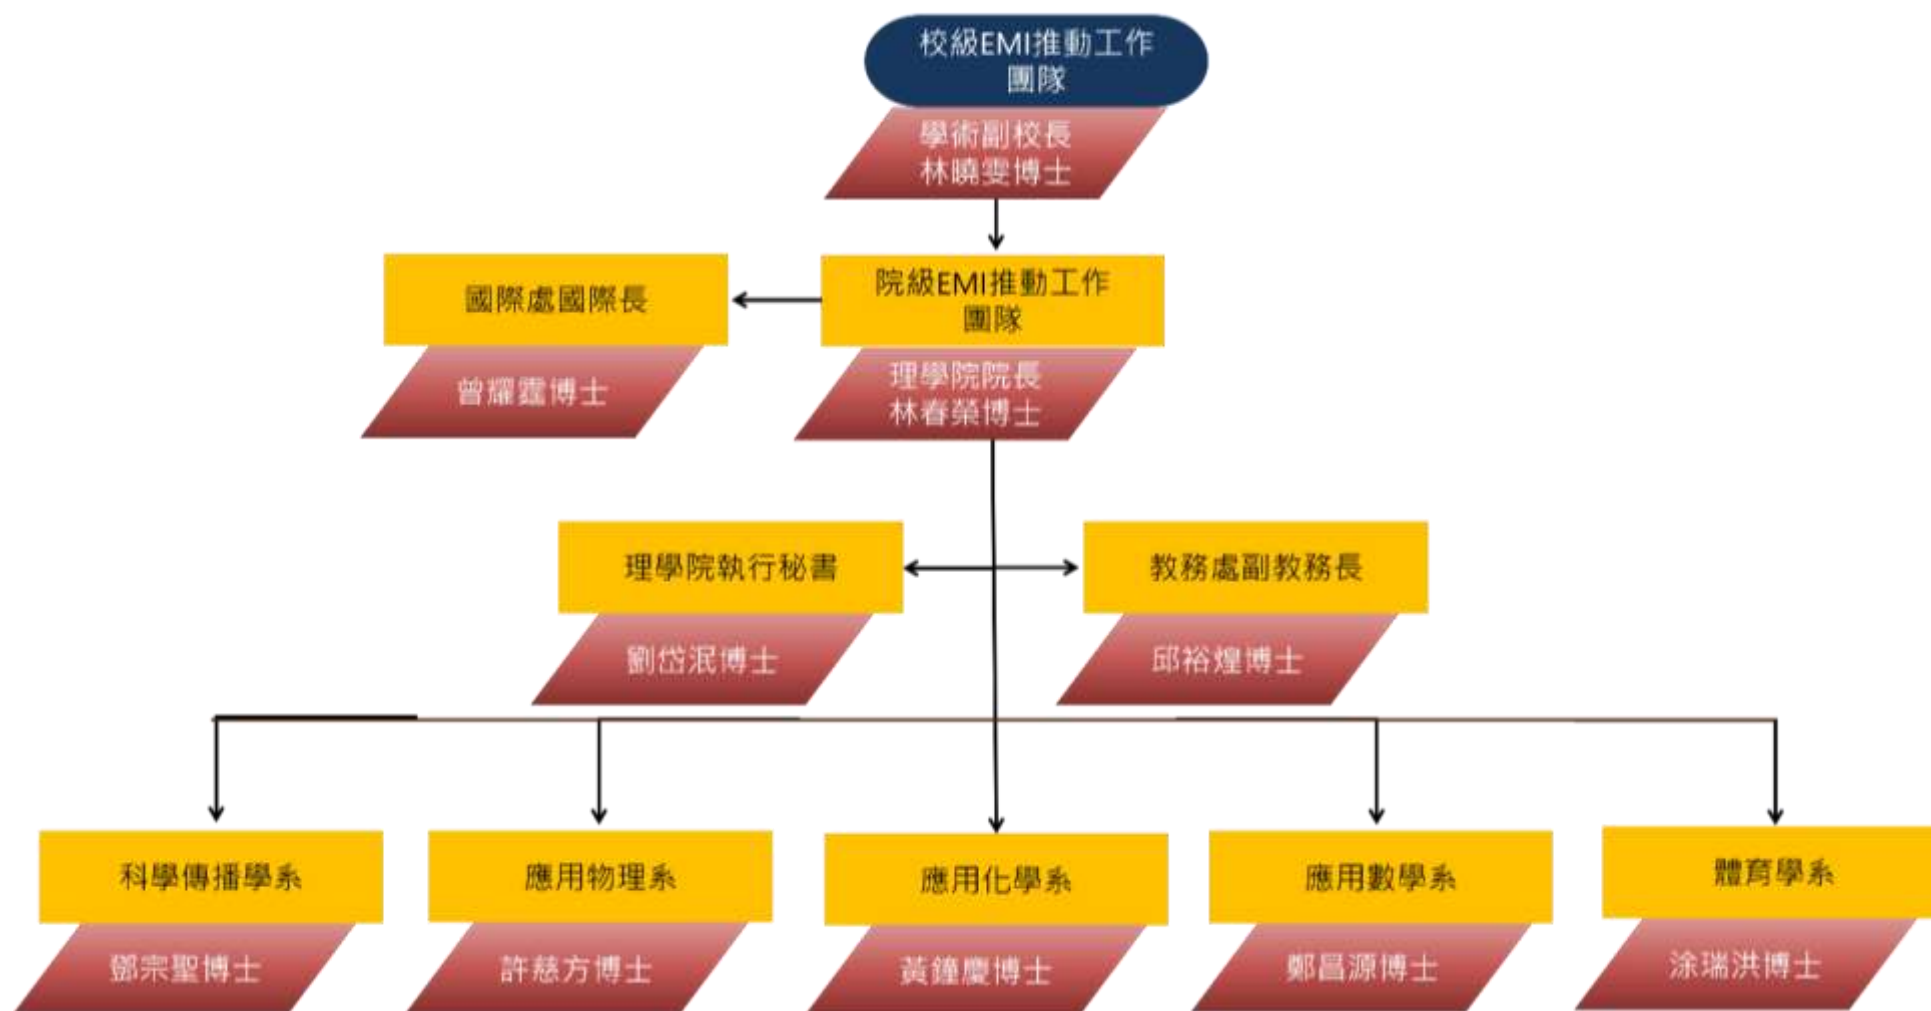 校級EMI推動工作
團隊
學術副校長
林曉雯博士
國際處國際長
曾耀霆博士
院級EMI推動工作
團隊
理學院院長
林春榮博士
理學院執行秘書
劉岱泯博士
教務處副教務長
邱裕煌博士
科學傳播學系
鄧宗聖博士
應用物理系
許慈方博士
應用化學系
黃鐘慶博士
應用數學系
鄭昌源博士
體育學系
涂瑞洪博士